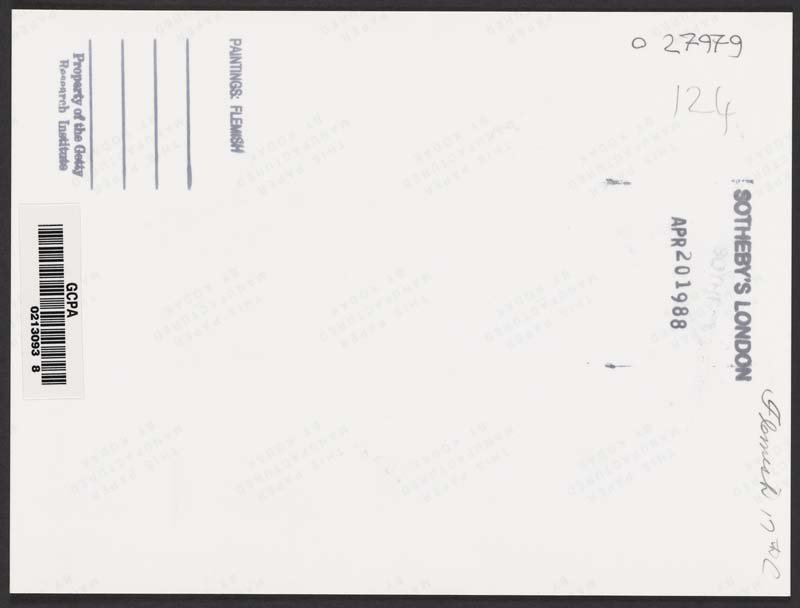 o 27979
124
PAINTINGS: FLEMISH
Property of the Getty
Research Institute
GCPA
0213093 8
SOTHEBY'S LONDON
APR 20 1988
Flemish 17th C
THIS PAPER
MANUFACTURED
BY KODAK